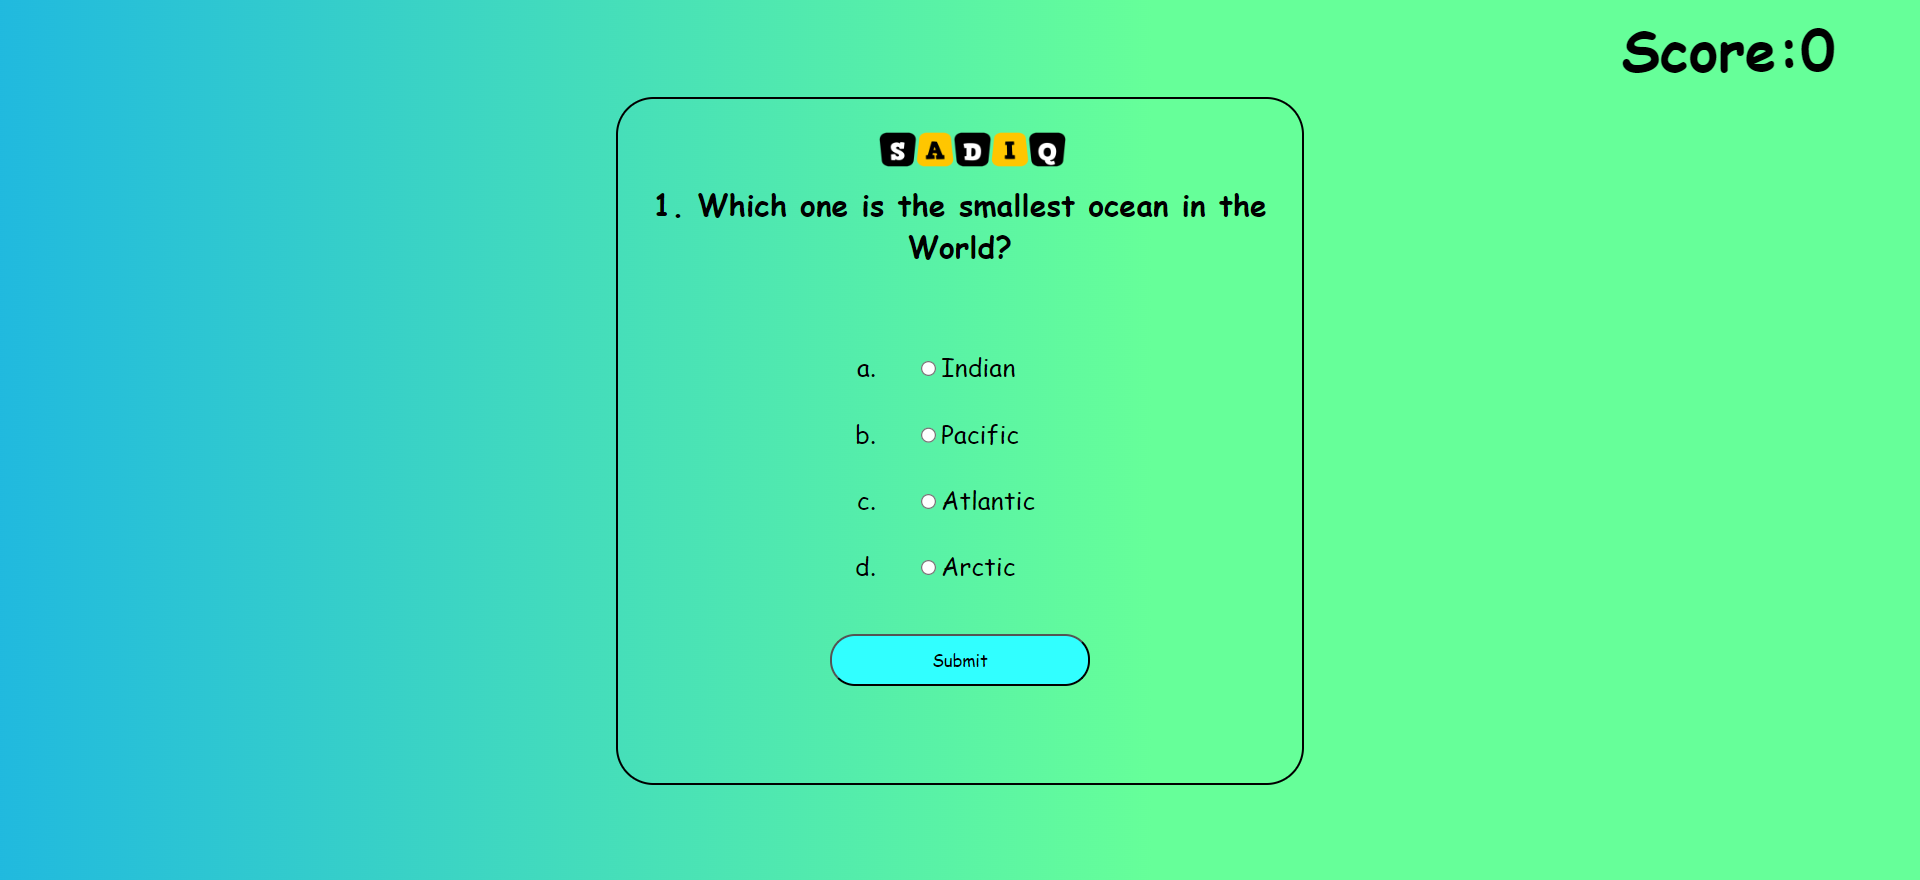 Score:0
SADIQ
1. Which one is the smallest ocean in the
World?
a. Indian
b. Pacific
c. Atlantic
d. Arctic
Submit